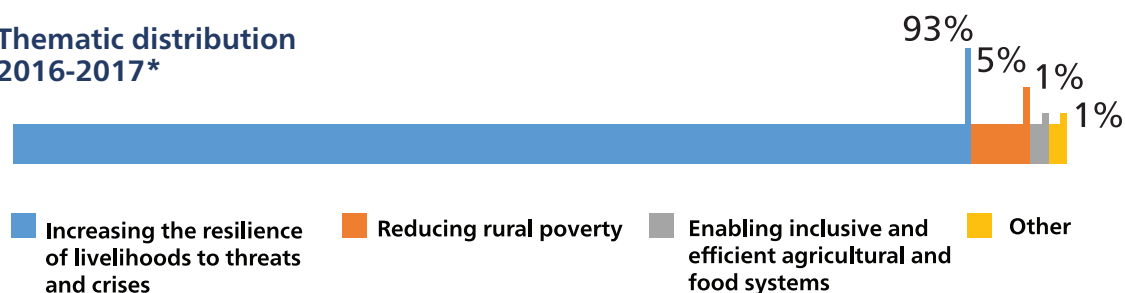 Thematic distribution
2016-2017*
93%
5%
1%
1%
Increasing the resilience
of livelihoods to threats
and crises
Reducing rural poverty
Enabling inclusive and
efficient agricultural and
food systems
Other